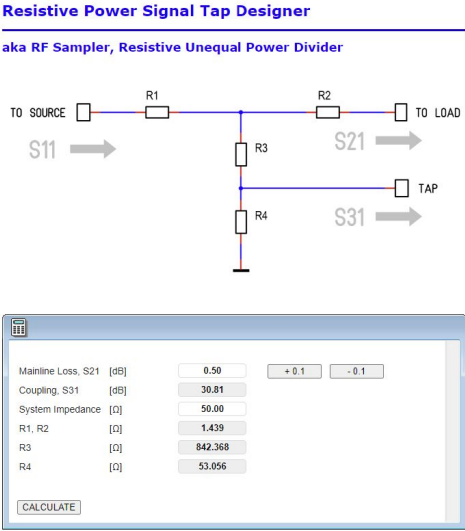 Resistive Power Signal Tap Designer
aka RF Sampler, Resistive Unequal Power Divider
R1
R2
TO SOURCE
TO LOAD
S11
S21
R3
TAP
R4
S31
Mainline Loss, S21 [dB] 0.50 + 0.1 - 0.1
Coupling, S31 [dB] 30.81
System Impedance [Ω] 50.00
R1, R2 [Ω] 1.439
R3 [Ω] 842.368
R4 [Ω] 53.056
CALCULATE